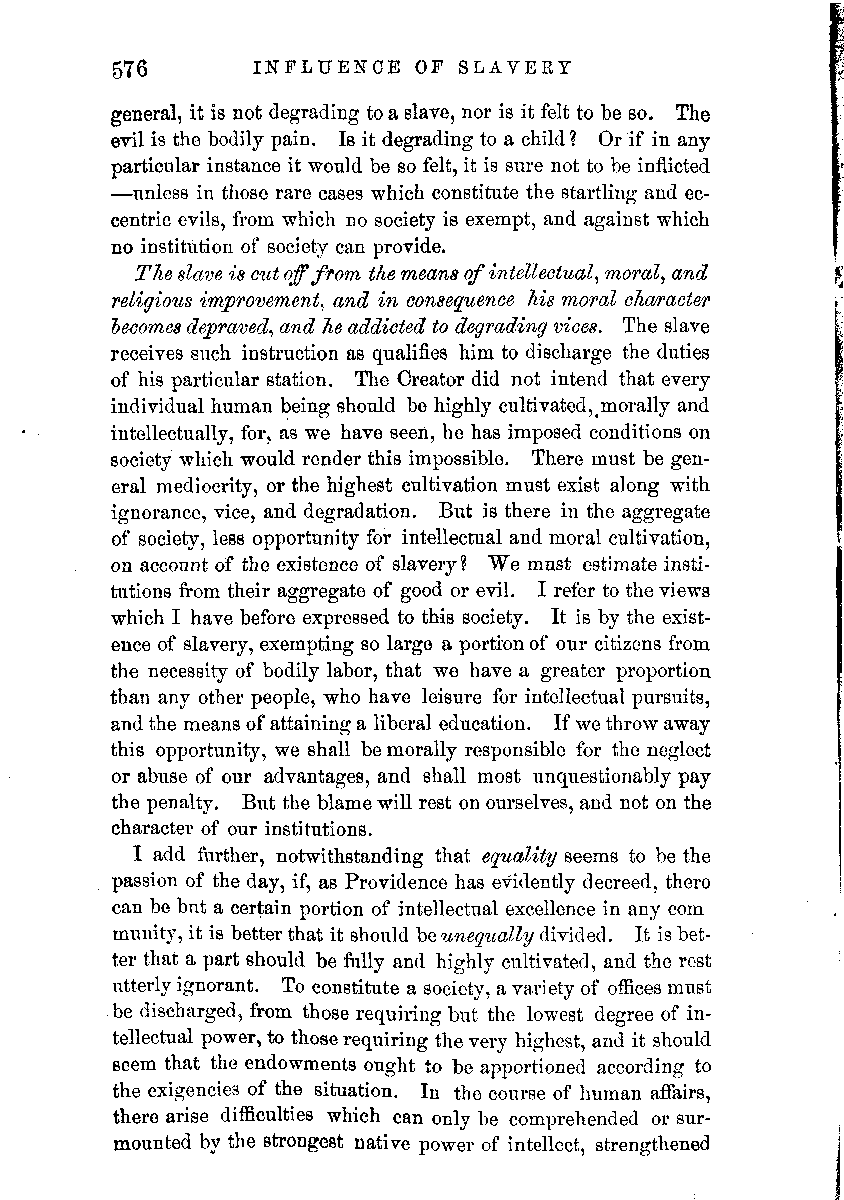 576 INFLUENCE OF SLAVERY
general, it is not degrading to a slave, nor is it felt to be so. The
evil is the bodily pain. Is it degrading to a child? Or if in any
particular instance it would be so felt, it is sure not to be inflicted
—unless in those rare cases which constitute the startling and ec-
centric evils, from which no society is exempt, and against which
no institution of society can provide.
The slave is cut off from the means of intellectual, moral, and
religious improvement, and in consequence his moral character
becomes depraved, and he addicted to degrading vices. The slave
receives such instruction as qualifies him to discharge the duties
of his particular station. The Creator did not intend that every
individual human being should be highly cultivated, morally and
intellectually, for, as we have seen, he has imposed conditions on
society which would render this impossible. There must be gen-
eral mediocrity, or the highest cultivation must exist along with
ignorance, vice, and degradation. But is there in the aggregate
of society, less opportunity for intellectual and moral cultivation,
on account of the existence of slavery? We must estimate insti-
tutions from their aggregate of good or evil. I refer to the views
which I have before expressed to this society. It is by the exist-
ence of slavery, exempting so large a portion of our citizens from
the necessity of bodily labor, that we have a greater proportion
than any other people, who have leisure for intellectual pursuits,
and the means of attaining a liberal education. If we throw away
this opportunity, we shall be morally responsible for the neglect
or abuse of our advantages, and shall most unquestionably pay
the penalty. But the blame will rest on ourselves, and not on the
character of our institutions.
I add further, notwithstanding that equality seems to be the
passion of the day, if, as Providence has evidently decreed, there
can be but a certain portion of intellectual excellence in any com
munity, it is better that it should be unequally divided. It is bet-
ter that a part should be fully and highly cultivated, and the rest
utterly ignorant. To constitute a society, a variety of offices must
be discharged, from those requiring but the lowest degree of in-
tellectual power, to those requiring the very highest, and it should
seem that the endowments ought to be apportioned according to
the exigencies of the situation. In the course of human affairs,
there arise difficulties which can only be comprehended or sur-
mounted by the strongest native power of intellect, strengthened